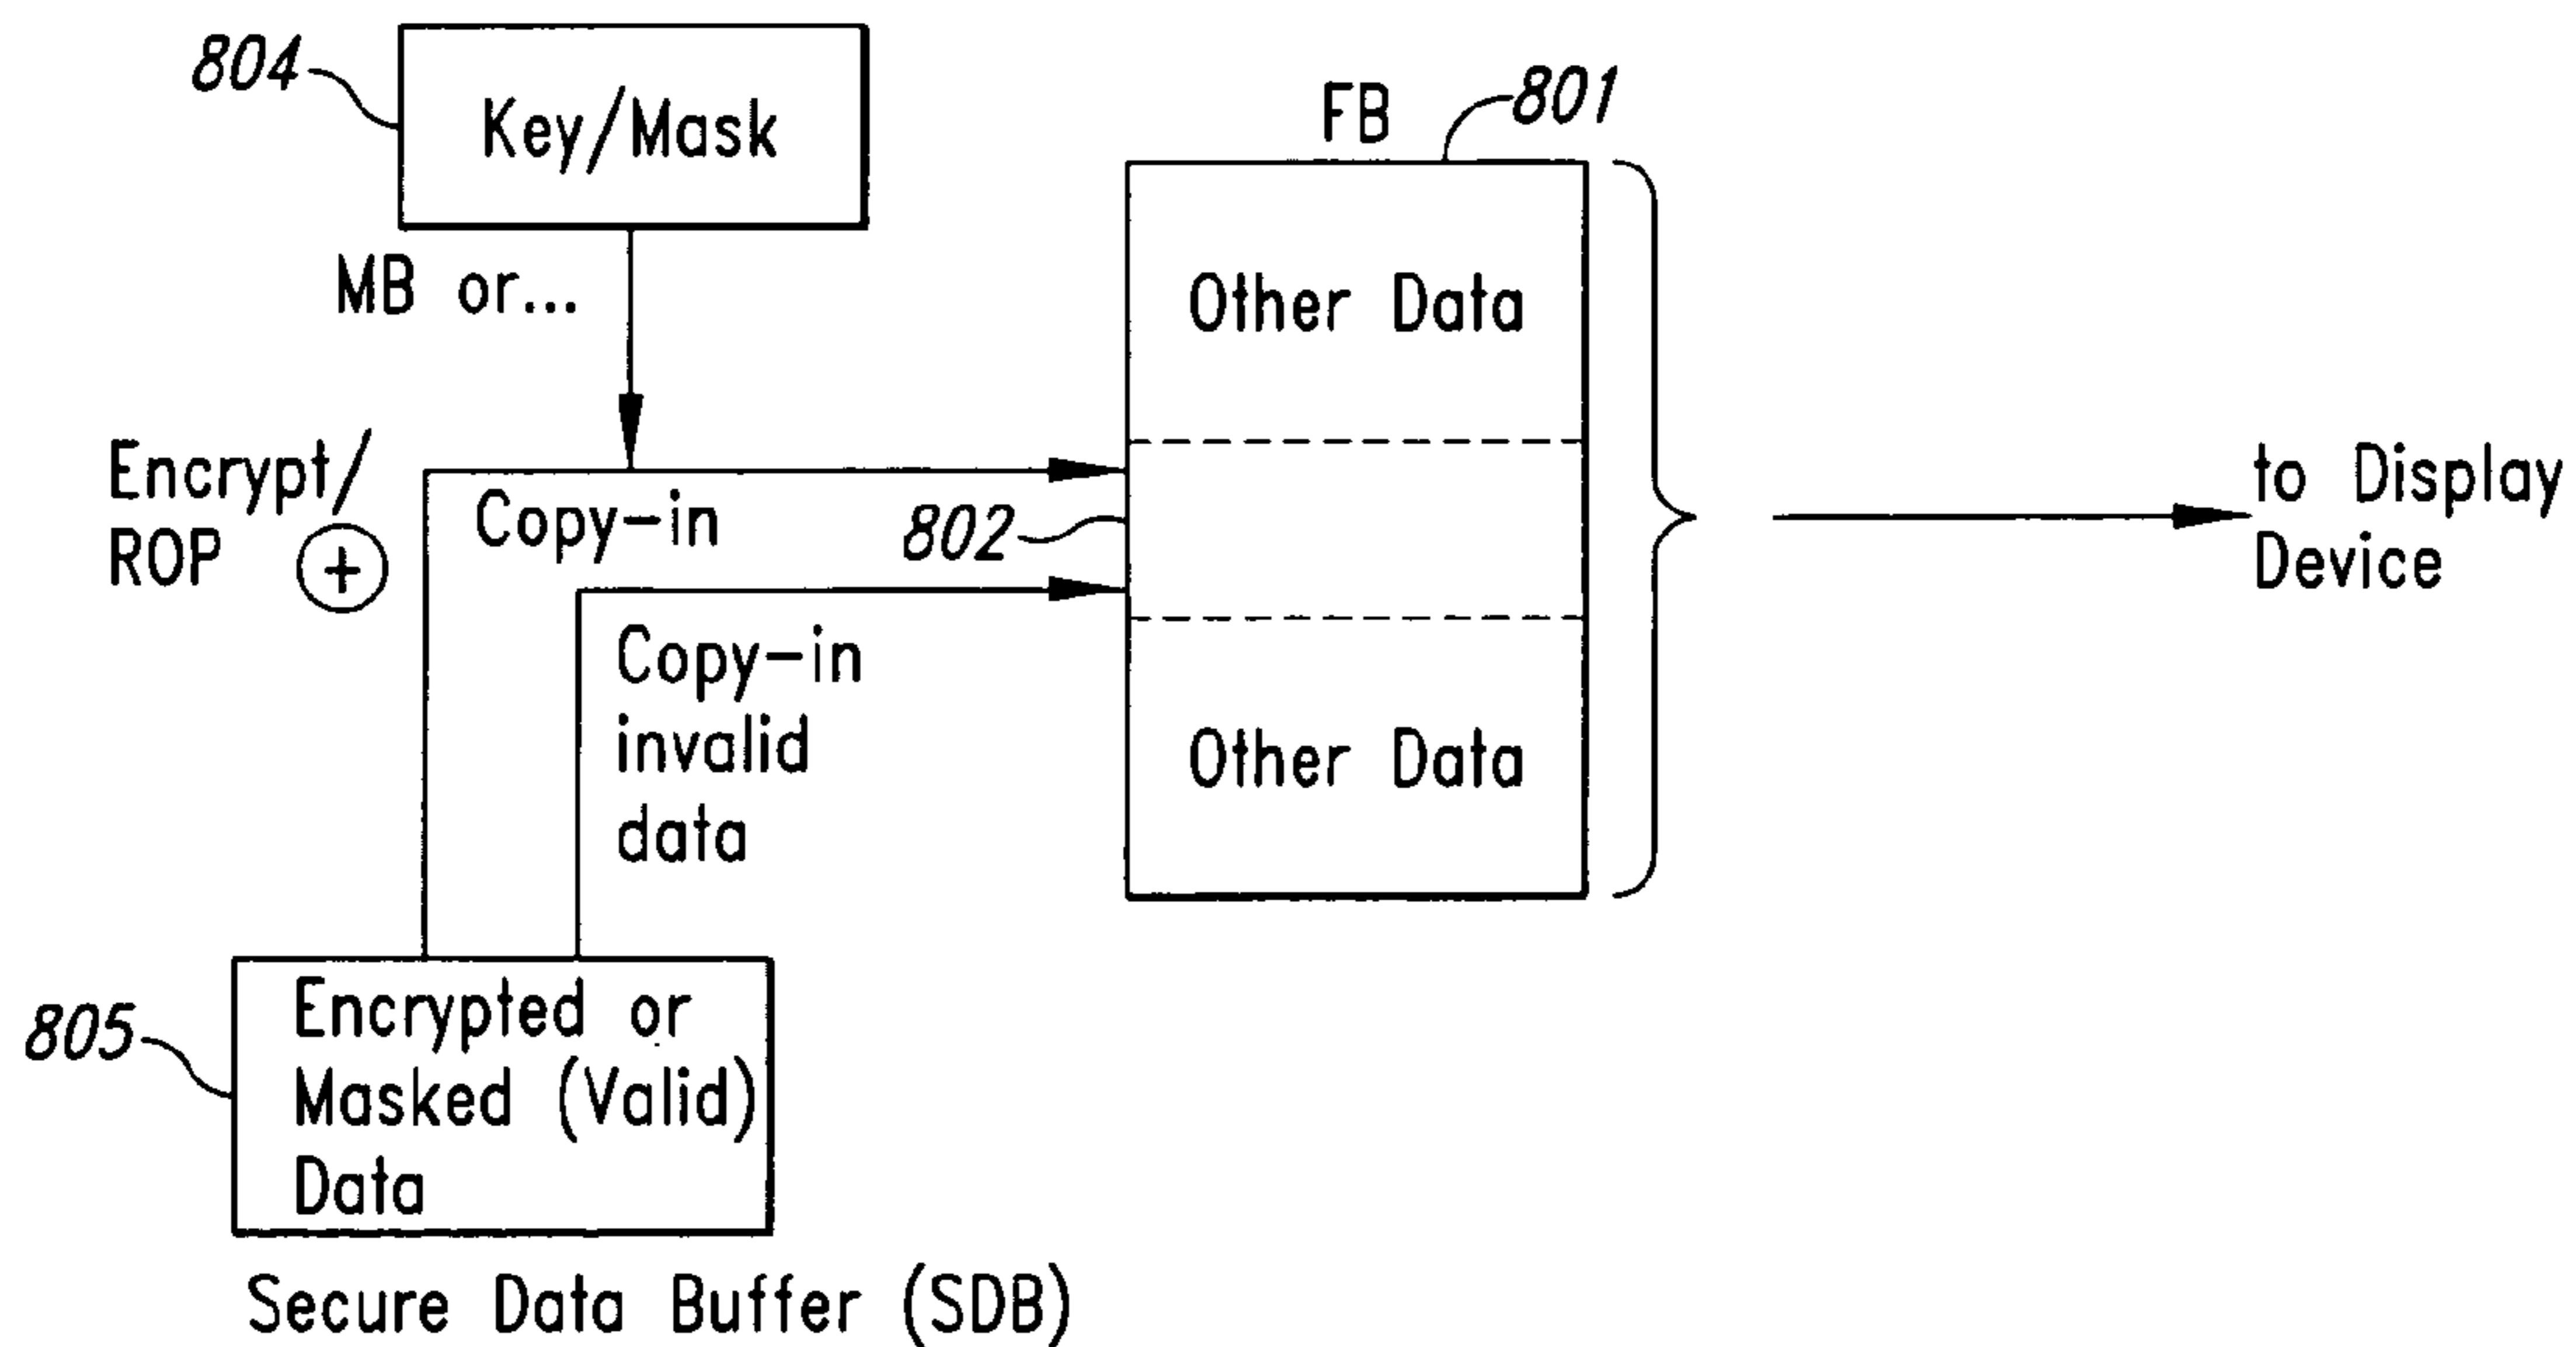 804
Key/Mask
MB or...
FB
801
Other Data
Encrypt/
ROP
+
Copy-in
802
to Display
Device
Copy-in
invalid
data
Other Data
805
Encrypted or
Masked (Valid)
Data
Secure Data Buffer (SDB)